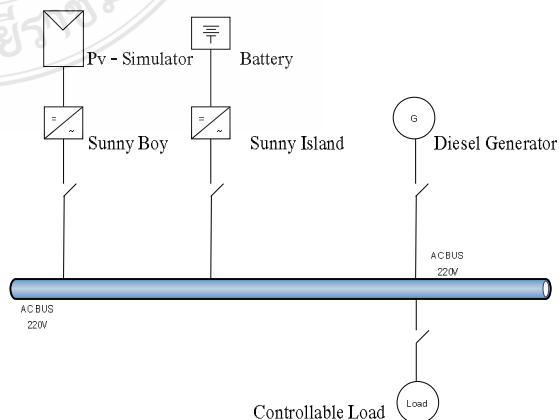 Pv - Simulator
Battery
=
~
Sunny Boy
=
~
Sunny Island
G
Diesel Generator
AC BUS
220V
AC BUS
220V
Load
Controllable Load